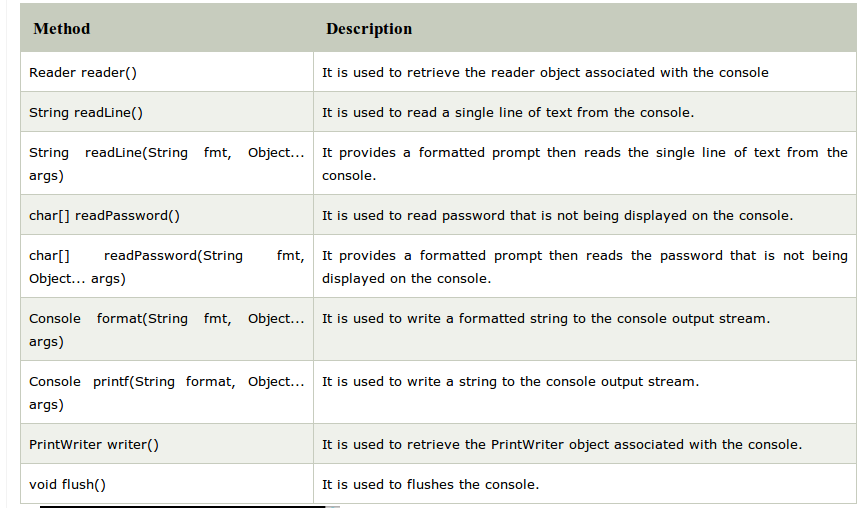 Method Description
Reader reader() It is used to retrieve the reader object associated with the console
String readLine() It is used to read a single line of text from the console.
String readLine(String fmt, Object... It provides a formatted prompt then reads the single line of text from the
args) console.
char[] readPassword() It is used to read password that is not being displayed on the console.
char[] readPassword(String fmt, It provides a formatted prompt then reads the password that is not being
Object... args) displayed on the console.
Console format(String fmt, Object... It is used to write a formatted string to the console output stream.
args)
Console printf(String format, Object... It is used to write a string to the console output stream.
args)
PrintWriter writer() It is used to retrieve the PrintWriter object associated with the console.
void flush() It is used to flushes the console.